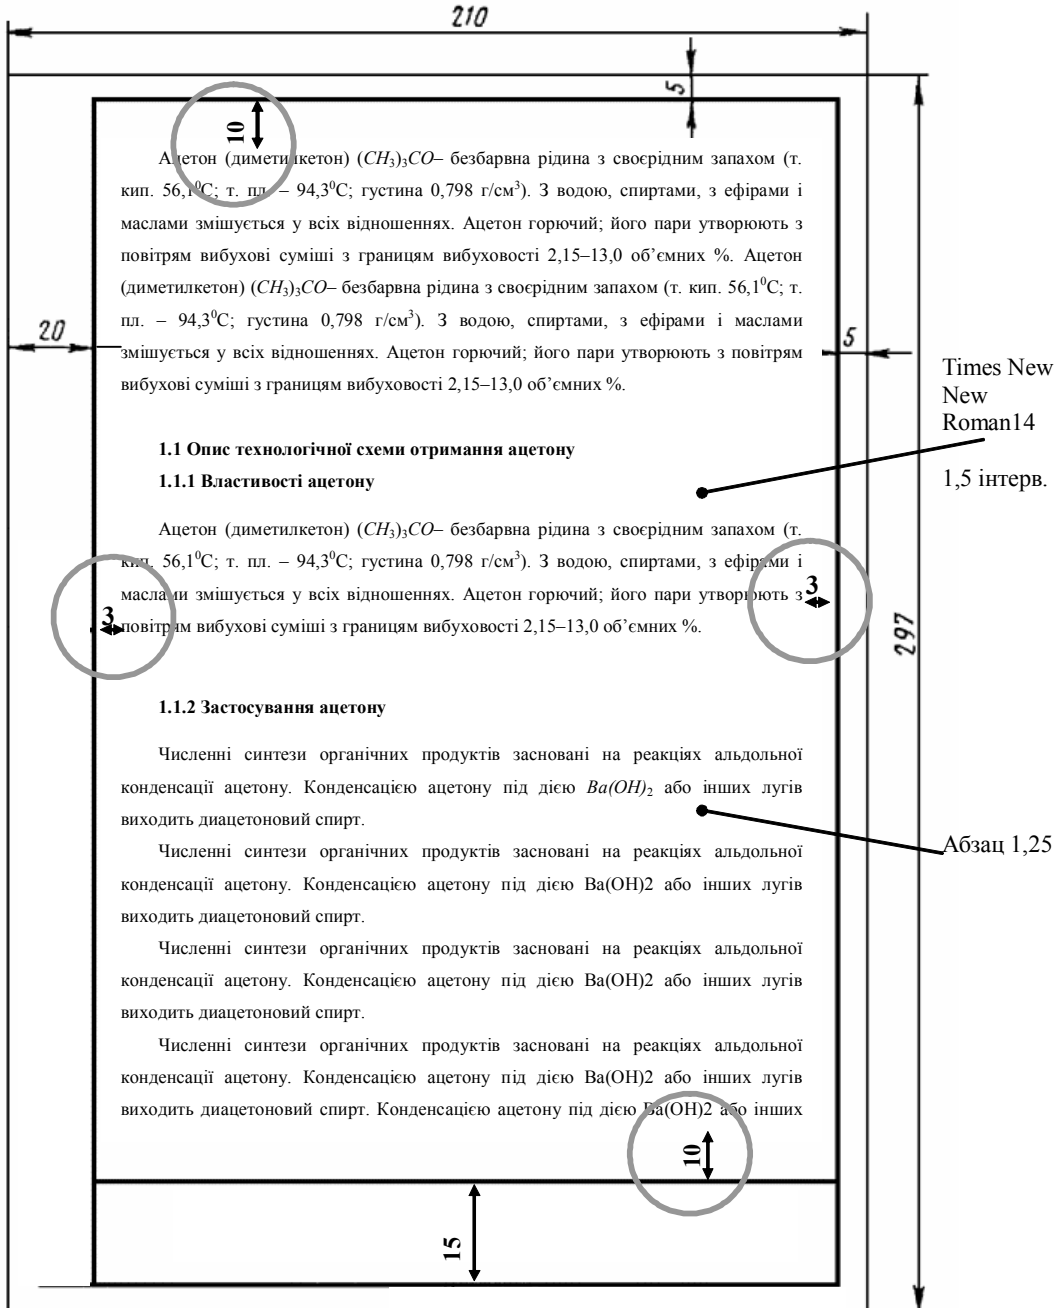 210
5
10
Ацетон (диметилкетон) (CH₃)₃CO– безбарвна рідина з своєрідним запахом (т.
кип. 56,1⁰С; т. пл. – 94,3⁰С; густина 0,798 г/см³). З водою, спиртами, з ефірами і
маслами змішується у всіх відношеннях. Ацетон горючий; його пари утворюють з
повітрям вибухові суміші з границям вибуховості 2,15–13,0 об’ємних %. Ацетон
(диметилкетон) (CH₃)₃CO– безбарвна рідина з своєрідним запахом (т. кип. 56,1⁰С; т.
пл. – 94,3⁰С; густина 0,798 г/см³). З водою, спиртами, з ефірами і маслами
змішується у всіх відношеннях. Ацетон горючий; його пари утворюють з повітрям
вибухові суміші з границям вибуховості 2,15–13,0 об’ємних %.
20
5
Times New
New
Roman14
1,5 інтерв.
1.1 Опис технологічної схеми отримання ацетону
1.1.1 Властивості ацетону
Ацетон (диметилкетон) (CH₃)₃CO– безбарвна рідина з своєрідним запахом (т.
кип. 56,1⁰С; т. пл. – 94,3⁰С; густина 0,798 г/см³). З водою, спиртами, з ефірами і
маслами змішується у всіх відношеннях. Ацетон горючий; його пари утворюють з
повітрям вибухові суміші з границям вибуховості 2,15–13,0 об’ємних %.
3
3
297
1.1.2 Застосування ацетону
Численні синтези органічних продуктів засновані на реакціях альдольної
конденсації ацетону. Конденсацією ацетону під дією Ba(OH)₂ або інших лугів
виходить диацетоновий спирт.
Численні синтези органічних продуктів засновані на реакціях альдольної
конденсації ацетону. Конденсацією ацетону під дією Ba(OH)2 або інших лугів
виходить диацетоновий спирт.
Абзац 1,25
Численні синтези органічних продуктів засновані на реакціях альдольної
конденсації ацетону. Конденсацією ацетону під дією Ba(OH)2 або інших лугів
виходить диацетоновий спирт.
Численні синтези органічних продуктів засновані на реакціях альдольної
конденсації ацетону. Конденсацією ацетону під дією Ba(OH)2 або інших лугів
виходить диацетоновий спирт. Конденсацією ацетону під дією Ba(OH)2 або інших
10
15